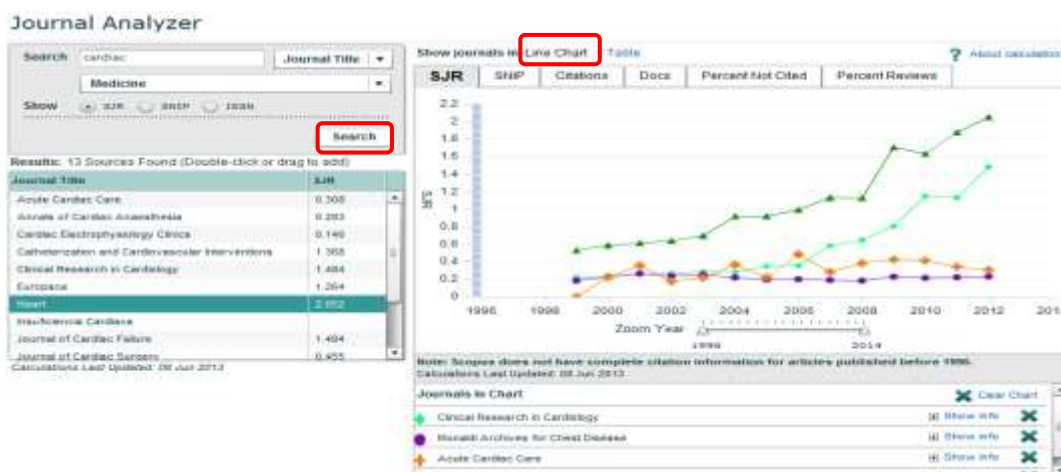 Journal Analyzer
Search cardiac Journal Title
Medicine
Show SJR SNIP ISSN
Search
Results: 13 Sources Found (Double-click or drag to add)
Journal Title SJR
Acute Cardiac Care 0.308
Annals of Cardiac Anaesthesia 0.283
Cardiac Electrophysiology Clinics 0.149
Catheterization and Cardiovascular Interventions 1.368
Clinical Research in Cardiology 1.484
Europace 1.264
Heart 2.052
Insuficiencia Cardiaca
Journal of Cardiac Failure 1.494
Journal of Cardiac Surgery 0.455
Calculations Last Updated: 08 Jun 2013
Show journals in: Line Chart Table
? About calculation
SJR SNIP Citations Docs Percent Not Cited Percent Reviews
2.2
2
1.8
1.6
1.4
1.2
1
0.8
0.6
0.4
0.2
0
SJR
1996 1998 2000 2002 2004 2006 2008 2010 2012 201
Zoom Year
1996 2014
Note: Scopus does not have complete citation information for articles published before 1996.
Calculations Last Updated: 08 Jun 2013
Journals in Chart Clear Chart
Clinical Research in Cardiology Show info
Monaldi Archives for Chest Disease Show info
Acute Cardiac Care Show info